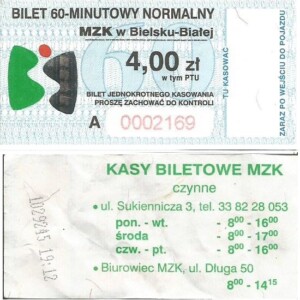 BILET 60-MINUTOWY NORMALNY
MZK w Bielsku-Białej
60
4,00 zł
w tym PTU
BILET JEDNOKROTNEGO KASOWANIA
PROSZĘ ZACHOWAĆ DO KONTROLI
A 0002169
TU KASOWAĆ
ZARAZ PO WEJŚCIU DO POJAZDU
KASY BILETOWE MZK
czynne
• ul. Sukiennicza 3, tel. 33 82 28 053
pon. - wt. - 8⁰⁰ - 16⁰⁰
środa - 8⁰⁰ - 17⁰⁰
czw. - pt. - 8⁰⁰ - 16⁰⁰
• Biurowiec MZK, ul. Długa 50
8⁰⁰ - 14¹⁵